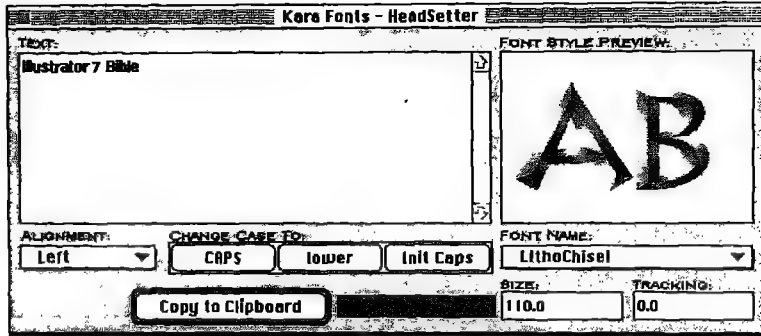 Kara Fonts - HeadSetter
TEXT:
Illustrator 7 Bible
FONT STYLE PREVIEW:
AB
ALIGNMENT:
Left
CHANGE CASE TO:
CAPS lower Init Caps
FONT NAME:
LithoChisel
Copy to Clipboard
SIZE:
110.0
TRACKING:
0.0